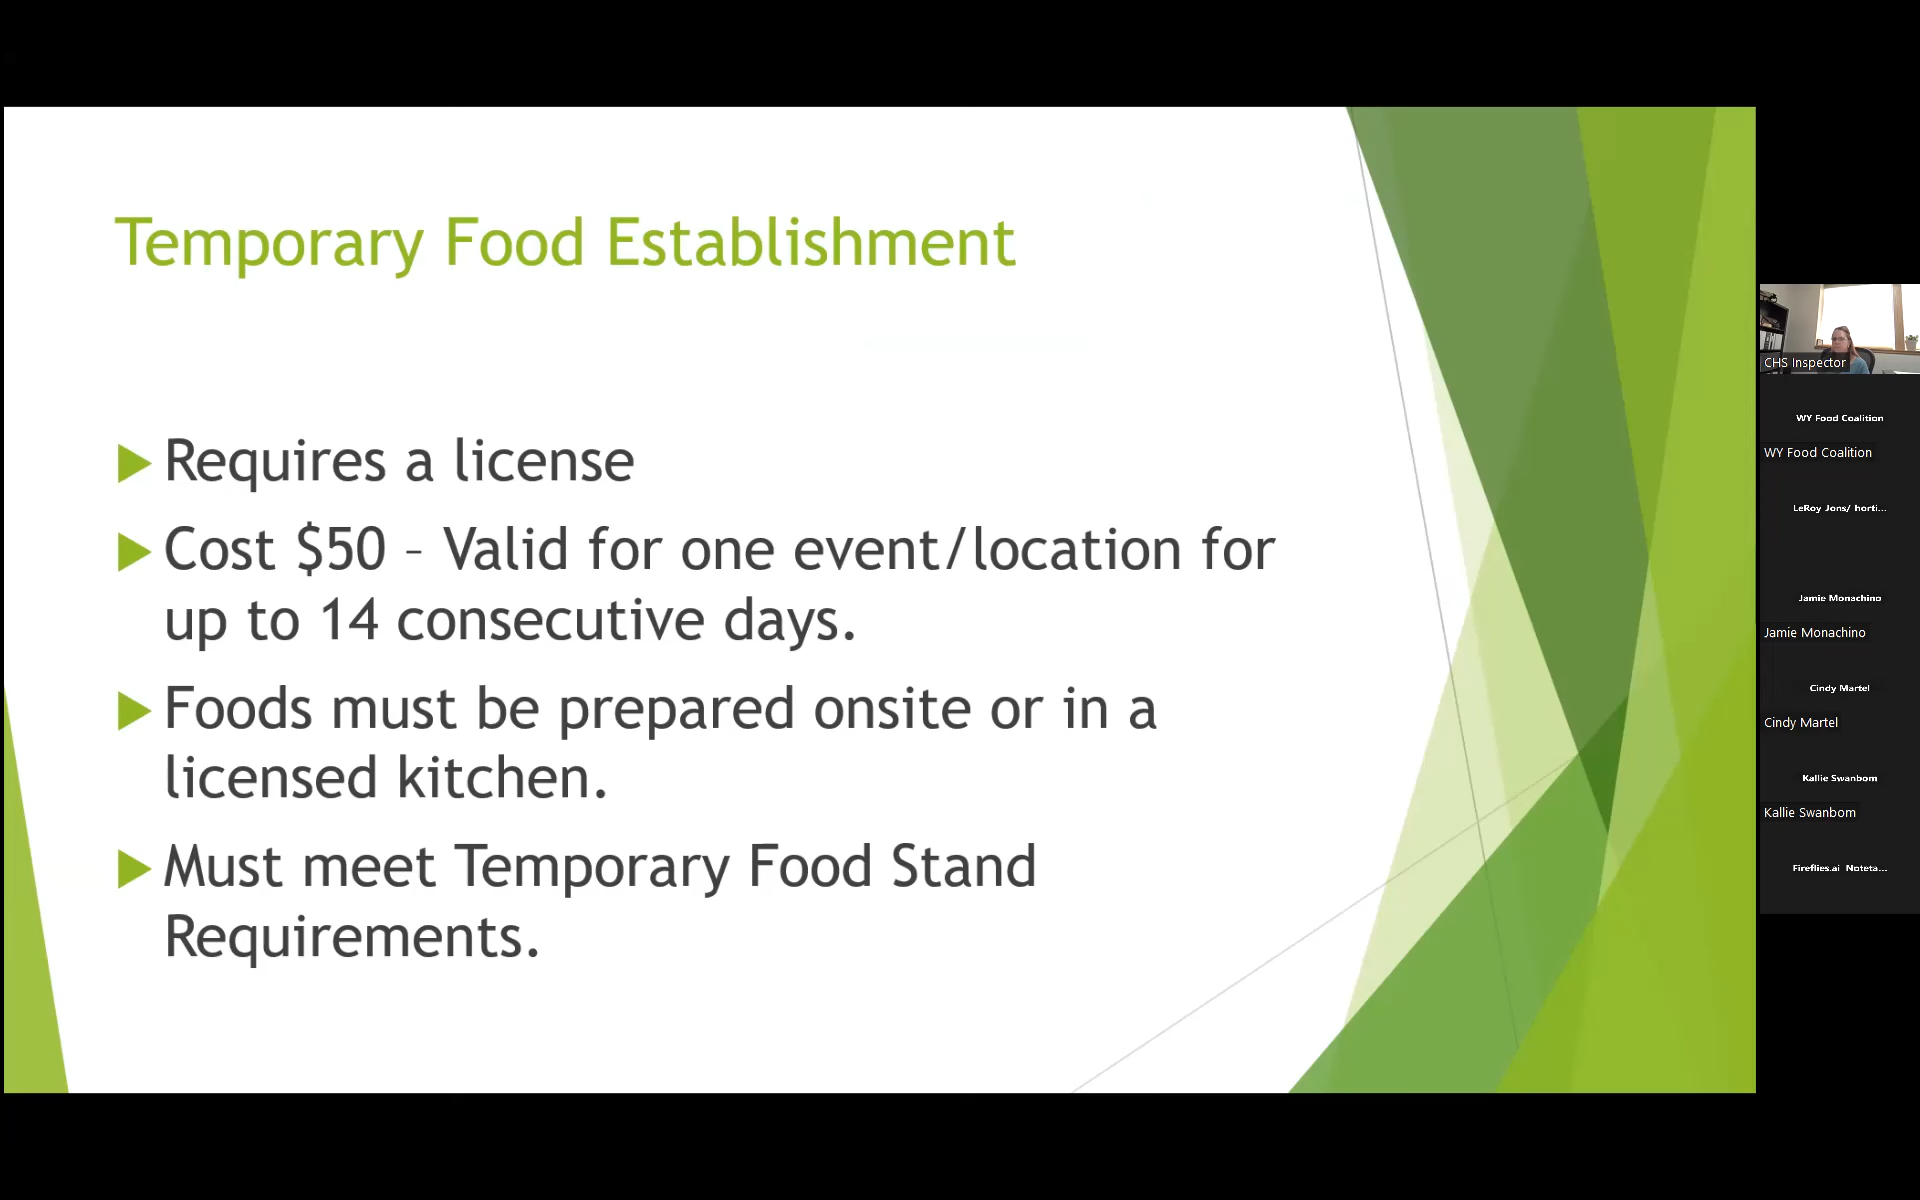 Temporary Food Establishment
Requires a license
Cost $50 – Valid for one event/location for
up to 14 consecutive days.
Foods must be prepared onsite or in a
licensed kitchen.
Must meet Temporary Food Stand
Requirements.
CHS Inspector
WY Food Coalition
WY Food Coalition
LeRoy Jons/ horti...
Jamie Monachino
Jamie Monachino
Cindy Martel
Cindy Martel
Kallie Swanbom
Kallie Swanbom
Fireflies.ai Noteta...